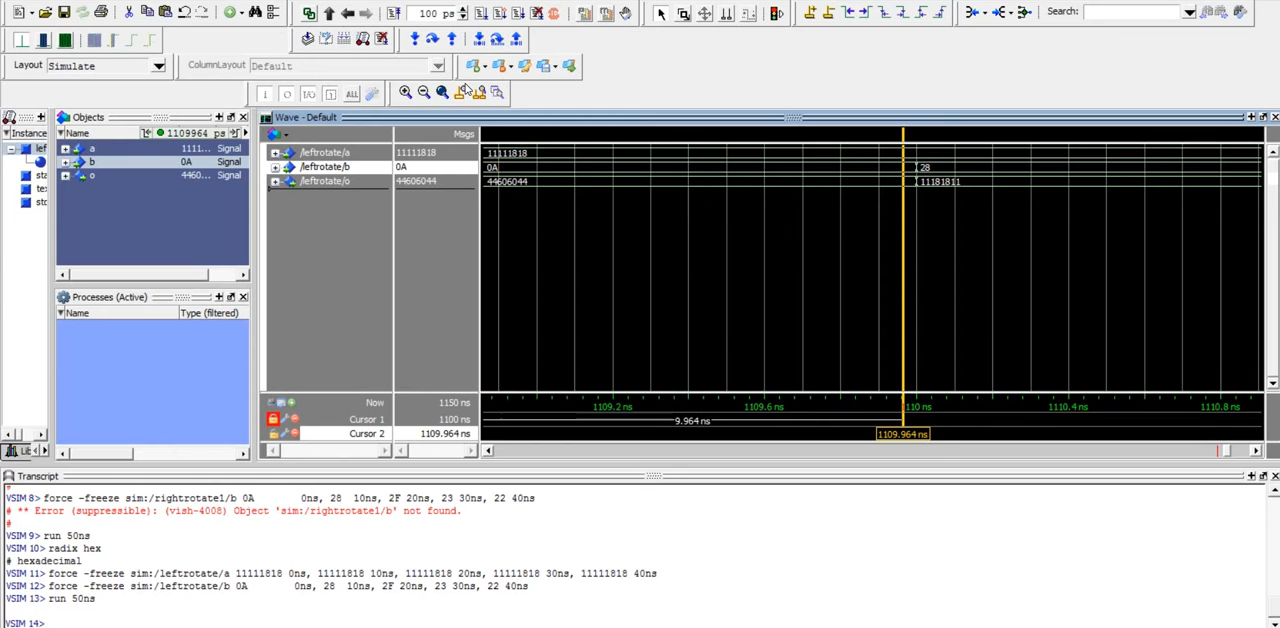 100 ps
Search:
Layout Simulate
ColumnLayout Default
ALL
Instance
left
sta
tex
sto
Lib
Objects
Name
1109964 ps
a 1111... Signal
b 0A Signal
o 4460... Signal
Processes (Active)
Name Type (filtered)
Wave - Default
Msgs
/leftrotate/a 11111818 11111818
/leftrotate/b 0A 0A 28
/leftrotate/o 44606044 44606044 11181811
Now 1150 ns 1109.2 ns 1109.6 ns 110 ns 1110.4 ns 1110.8 ns
Cursor 1 1100 ns 9.964 ns
Cursor 2 1109.964 ns 1109.964 ns
Transcript
#
VSIM 8> force -freeze sim:/rightrotate1/b 0A 0ns, 28 10ns, 2F 20ns, 23 30ns, 22 40ns
# ** Error (suppressible): (vish-4008) Object 'sim:/rightrotate1/b' not found.
#
VSIM 9> run 50ns
VSIM 10> radix hex
# hexadecimal
VSIM 11> force -freeze sim:/leftrotate/a 11111818 0ns, 11111818 10ns, 11111818 20ns, 11111818 30ns, 11111818 40ns
VSIM 12> force -freeze sim:/leftrotate/b 0A 0ns, 28 10ns, 2F 20ns, 23 30ns, 22 40ns
VSIM 13> run 50ns
VSIM 14>